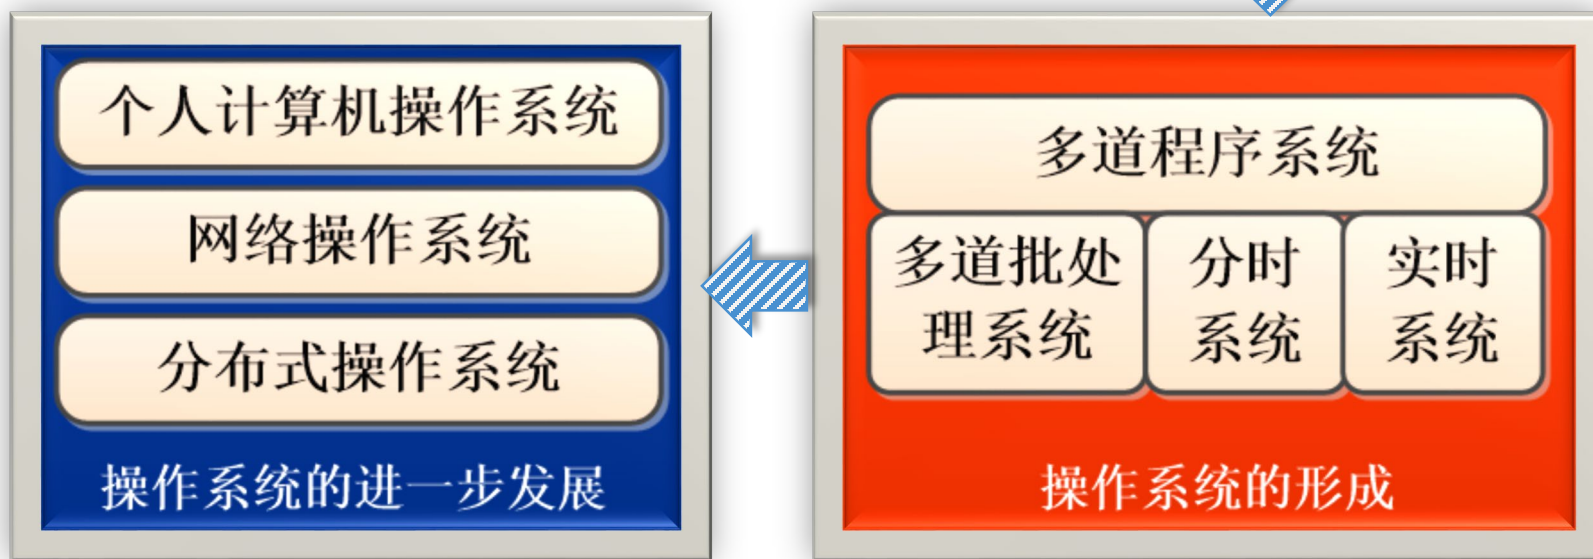 个人计算机操作系统
网络操作系统
分布式操作系统
操作系统的进一步发展
多道程序系统
多道批处
理系统
分时
系统
实时
系统
操作系统的形成